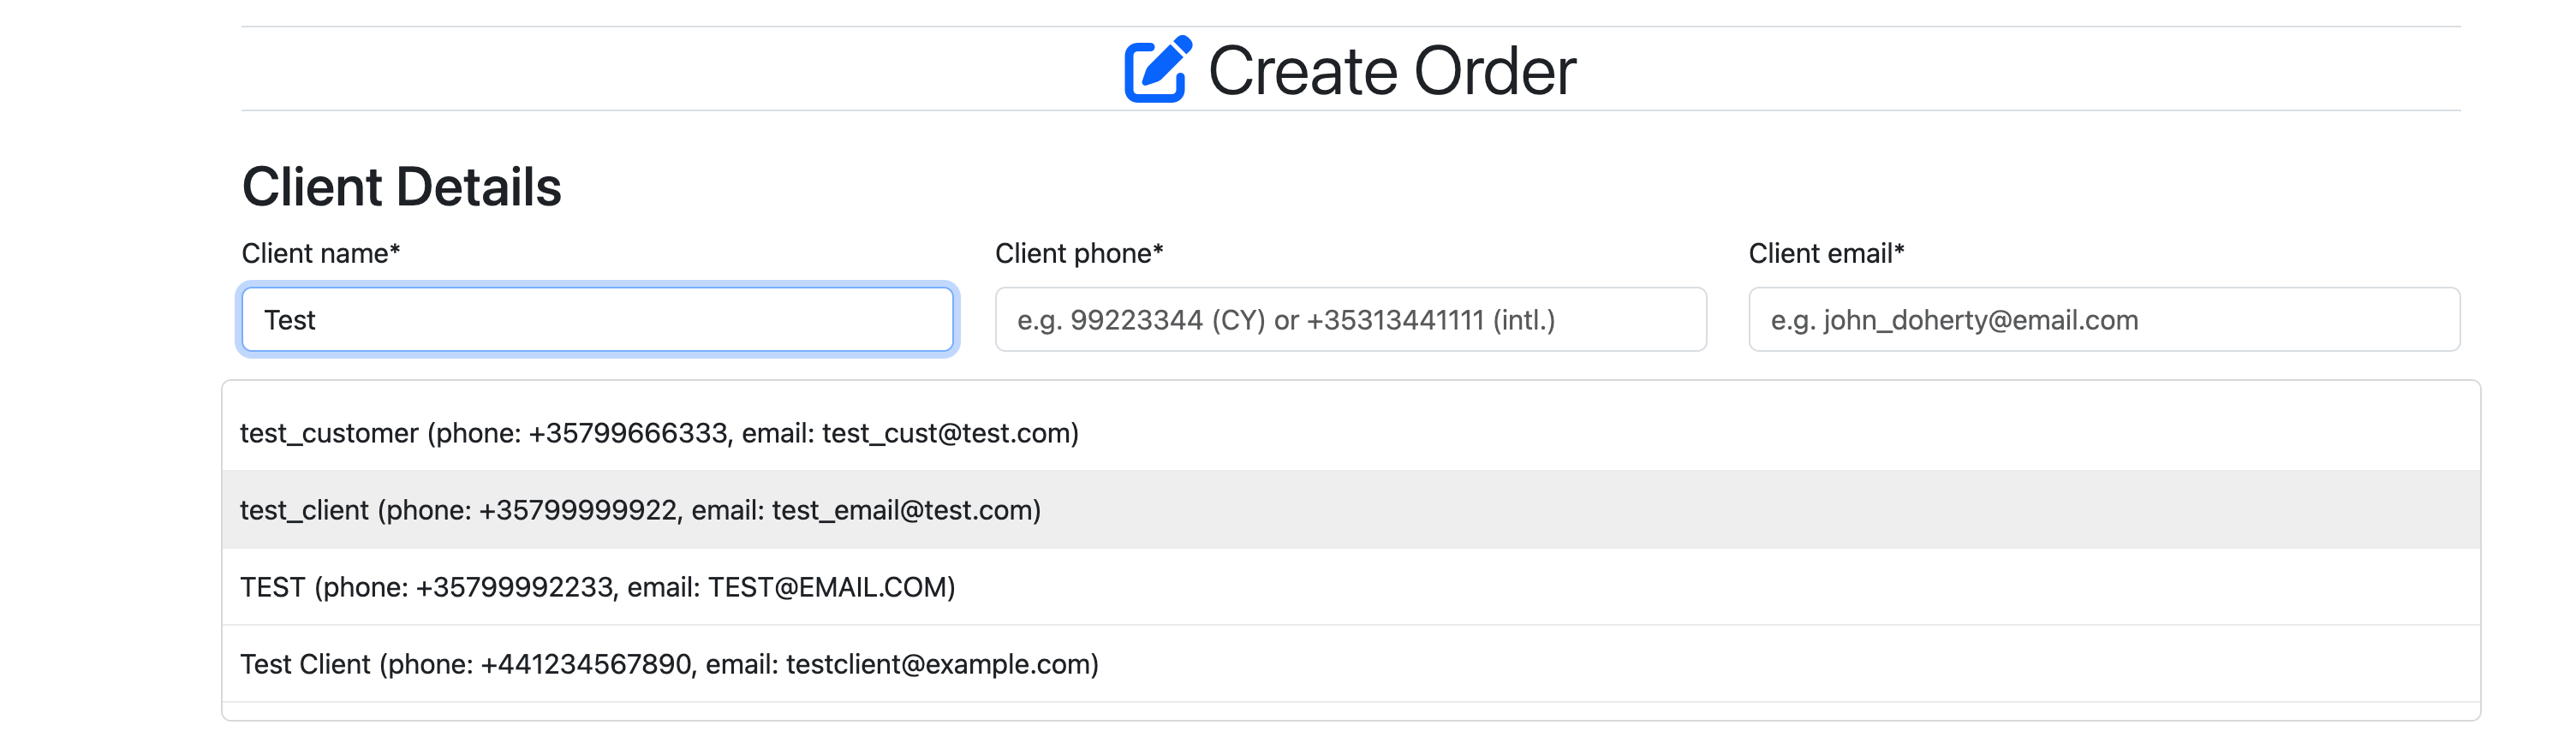 Create Order
Client Details
Client name*
Client phone*
Client email*
Test
e.g. 99223344 (CY) or +35313441111 (intl.)
e.g. john_doherty@email.com
test_customer (phone: +35799666333, email: test_cust@test.com)
test_client (phone: +35799999922, email: test_email@test.com)
TEST (phone: +35799992233, email: TEST@EMAIL.COM)
Test Client (phone: +441234567890, email: testclient@example.com)